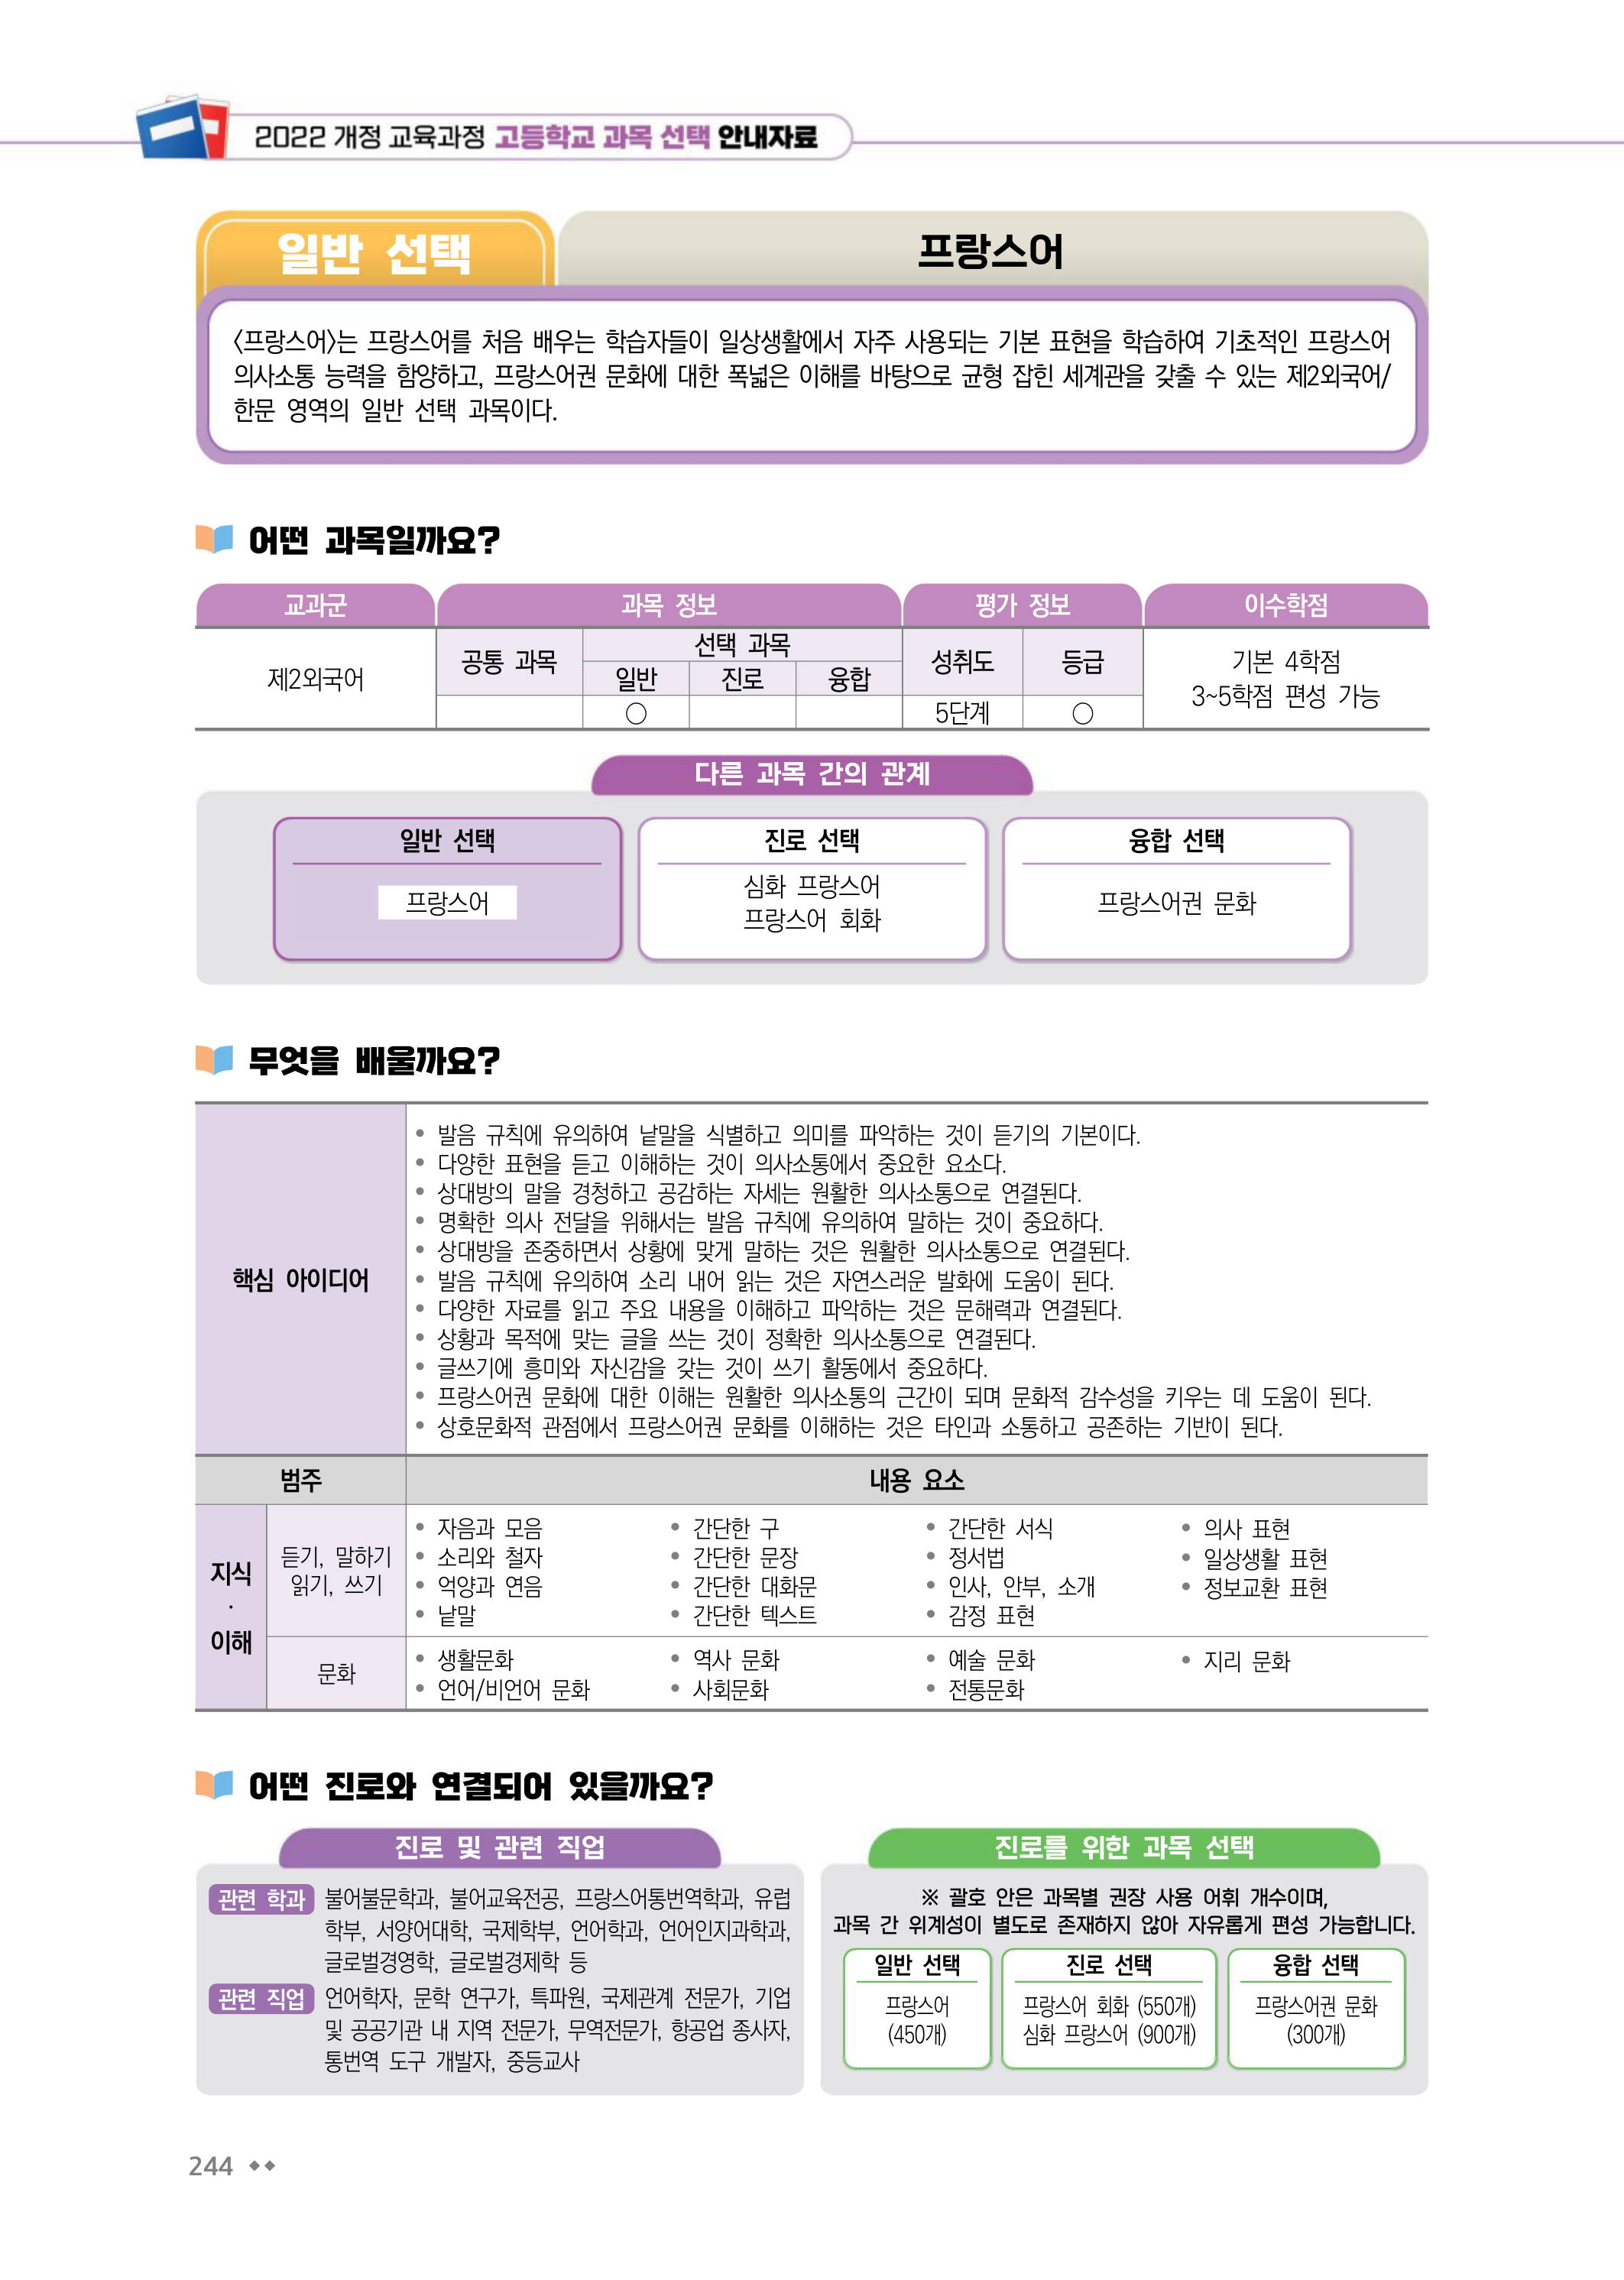 2022 개정 교육과정 고등학교 과목 선택 안내자료
일반 선택
프랑스어
〈프랑스어〉는 프랑스어를 처음 배우는 학습자들이 일상생활에서 자주 사용되는 기본 표현을 학습하여 기초적인 프랑스어
의사소통 능력을 함양하고, 프랑스어권 문화에 대한 폭넓은 이해를 바탕으로 균형 잡힌 세계관을 갖출 수 있는 제2외국어/
한문 영역의 일반 선택 과목이다.
어떤 과목일까요?
교과군 과목 정보 평가 정보 이수학점
제2외국어
공통 과목
선택 과목
일반 진로 융합
○
성취도 등급
5단계 ○
기본 4학점
3~5학점 편성 가능
다른 과목 간의 관계
일반 선택
프랑스어
진로 선택
심화 프랑스어
프랑스어 회화
융합 선택
프랑스어권 문화
무엇을 배울까요?
핵심 아이디어
• 발음 규칙에 유의하여 낱말을 식별하고 의미를 파악하는 것이 듣기의 기본이다.
• 다양한 표현을 듣고 이해하는 것이 의사소통에서 중요한 요소다.
• 상대방의 말을 경청하고 공감하는 자세는 원활한 의사소통으로 연결된다.
• 명확한 의사 전달을 위해서는 발음 규칙에 유의하여 말하는 것이 중요하다.
• 상대방을 존중하면서 상황에 맞게 말하는 것은 원활한 의사소통으로 연결된다.
• 발음 규칙에 유의하여 소리 내어 읽는 것은 자연스러운 발화에 도움이 된다.
• 다양한 자료를 읽고 주요 내용을 이해하고 파악하는 것은 문해력과 연결된다.
• 상황과 목적에 맞는 글을 쓰는 것이 정확한 의사소통으로 연결된다.
• 글쓰기에 흥미와 자신감을 갖는 것이 쓰기 활동에서 중요하다.
• 프랑스어권 문화에 대한 이해는 원활한 의사소통의 근간이 되며 문화적 감수성을 키우는 데 도움이 된다.
• 상호문화적 관점에서 프랑스어권 문화를 이해하는 것은 타인과 소통하고 공존하는 기반이 된다.
범주 내용 요소
지식
·
이해
듣기, 말하기
읽기, 쓰기
• 자음과 모음
• 소리와 철자
• 억양과 연음
• 낱말
• 간단한 구
• 간단한 문장
• 간단한 대화문
• 간단한 텍스트
• 간단한 서식
• 정서법
• 인사, 안부, 소개
• 감정 표현
• 의사 표현
• 일상생활 표현
• 정보교환 표현
문화
• 생활문화
• 언어/비언어 문화
• 역사 문화
• 사회문화
• 예술 문화
• 전통문화
• 지리 문화
어떤 진로와 연결되어 있을까요?
진로 및 관련 직업
관련 학과 불어불문학과, 불어교육전공, 프랑스어통번역학과, 유럽
학부, 서양어대학, 국제학부, 언어학과, 언어인지과학과,
글로벌경영학, 글로벌경제학 등
관련 직업 언어학자, 문학 연구가, 특파원, 국제관계 전문가, 기업
및 공공기관 내 지역 전문가, 무역전문가, 항공업 종사자,
통번역 도구 개발자, 중등교사
진로를 위한 과목 선택
※ 괄호 안은 과목별 권장 사용 어휘 개수이며,
과목 간 위계성이 별도로 존재하지 않아 자유롭게 편성 가능합니다.
일반 선택
프랑스어
(450개)
진로 선택
프랑스어 회화 (550개)
심화 프랑스어 (900개)
융합 선택
프랑스어권 문화
(300개)
244